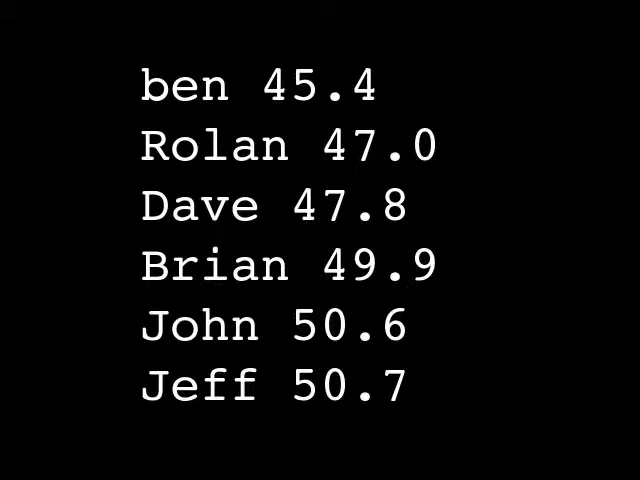 ben 45.4
Rolan 47.0
Dave 47.8
Brian 49.9
John 50.6
Jeff 50.7